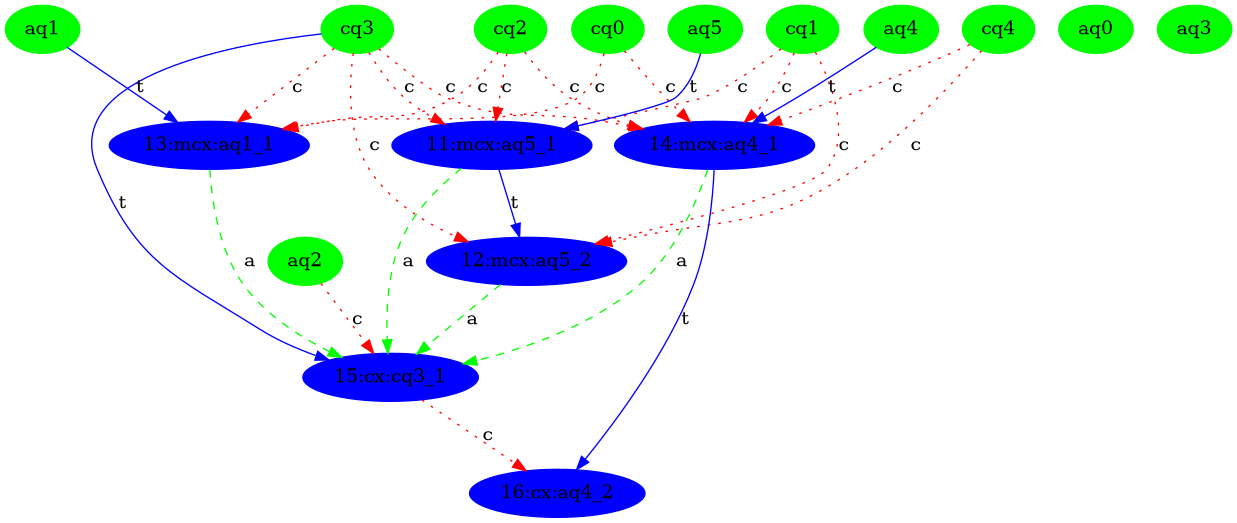 aq1 cq3 cq2 cq0 aq5 cq1 aq4 cq4 aq0 aq3
t c c c c c t c c c t c
13:mcx:aq1_1 11:mcx:aq5_1 14:mcx:aq4_1
c c c
t t
a aq2 a 12:mcx:aq5_2 a
c a t
15:cx:cq3_1
c
16:cx:aq4_2